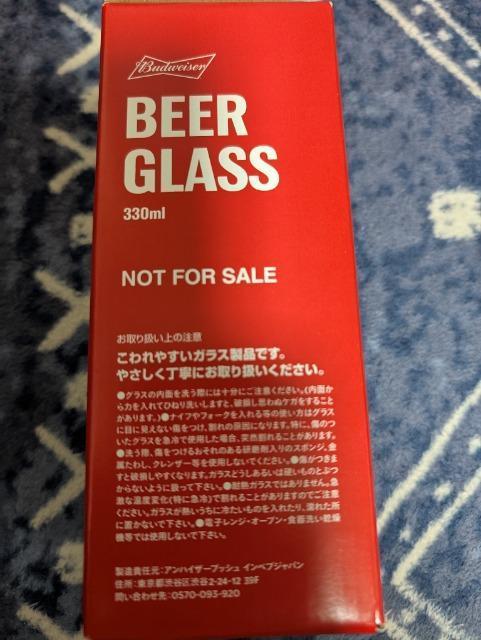 Budweiser
BEER
GLASS
330ml
NOT FOR SALE
お取り扱い上の注意
こわれやすいガラス製品です。
やさしく丁寧にお取り扱いください。
●グラスの内面を洗う際には十分にご注意ください。(内面か
ら力を入れてひねり洗いしますと、破損し思わぬケガをすること
があります。)●ナイフやフォークを入れる等の使い方はグラス
に目に見えない傷をつけ、割れの原因になります。特に、傷のつ
いたグラスを急冷で使用した場合、突然割れることがあります。
●洗う際、傷をつけるおそれのある研磨剤入りのスポンジ、金
属たわし、クレンザー等を使用しないでください。●傷がつきま
すと破損しやすくなります。ガラスどうしあるいは硬いものとぶつ
からないように扱って下さい。●耐熱ガラスではありません。急
激な温度変化(特に急冷)で割れることがありますのでご注意
ください。ガラスが熱いうちに冷たいものを入れたり、濡れた所
に置かないで下さい。●電子レンジ・オーブン・食器洗い乾燥
機等では使用しないで下さい。
製造責任元:アンハイザーブッシュ インベブジャパン
住所:東京都渋谷区渋谷2-24-12 39F
問い合わせ先:0570-093-920